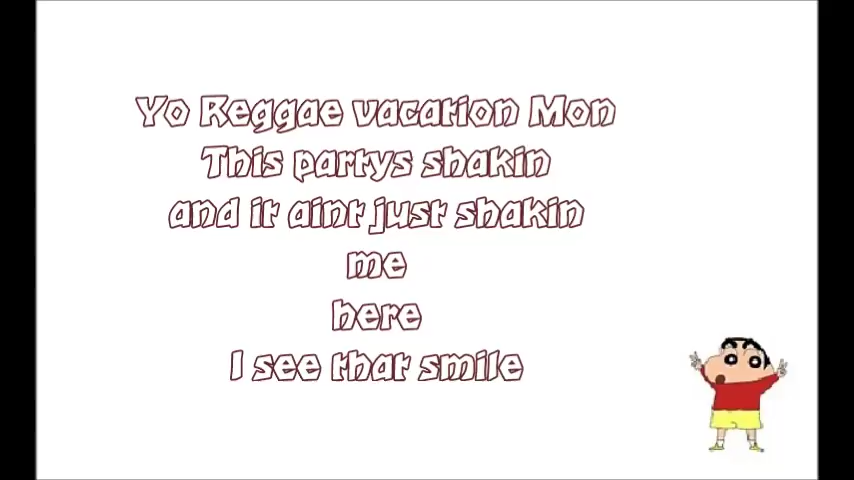 Yo Reggae vacation Mon
This partys shakin
and it aint just shakin
me
here
I see that smile